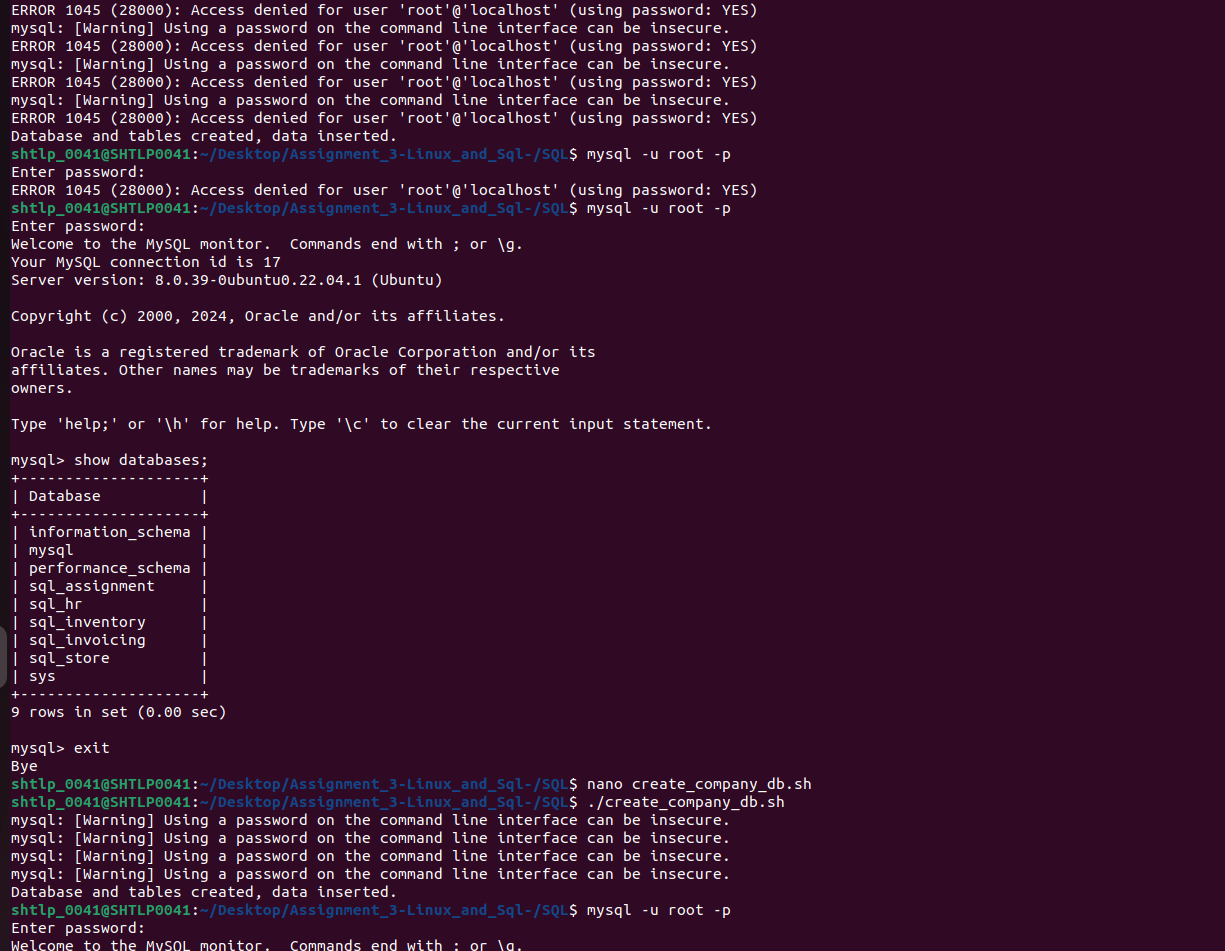 ERROR 1045 (28000): Access denied for user 'root'@'localhost' (using password: YES)
mysql: [Warning] Using a password on the command line interface can be insecure.
ERROR 1045 (28000): Access denied for user 'root'@'localhost' (using password: YES)
mysql: [Warning] Using a password on the command line interface can be insecure.
ERROR 1045 (28000): Access denied for user 'root'@'localhost' (using password: YES)
mysql: [Warning] Using a password on the command line interface can be insecure.
ERROR 1045 (28000): Access denied for user 'root'@'localhost' (using password: YES)
Database and tables created, data inserted.
shtlp_0041@SHTLP0041:~/Desktop/Assignment_3-Linux_and_Sql-/SQL$ mysql -u root -p
Enter password:
ERROR 1045 (28000): Access denied for user 'root'@'localhost' (using password: YES)
shtlp_0041@SHTLP0041:~/Desktop/Assignment_3-Linux_and_Sql-/SQL$ mysql -u root -p
Enter password:
Welcome to the MySQL monitor.  Commands end with ; or \g.
Your MySQL connection id is 17
Server version: 8.0.39-0ubuntu0.22.04.1 (Ubuntu)

Copyright (c) 2000, 2024, Oracle and/or its affiliates.

Oracle is a registered trademark of Oracle Corporation and/or its
affiliates. Other names may be trademarks of their respective
owners.

Type 'help;' or '\h' for help. Type '\c' to clear the current input statement.

mysql> show databases;
+--------------------+
| Database           |
+--------------------+
| information_schema |
| mysql              |
| performance_schema |
| sql_assignment     |
| sql_hr             |
| sql_inventory      |
| sql_invoicing      |
| sql_store          |
| sys                |
+--------------------+
9 rows in set (0.00 sec)

mysql> exit
Bye
shtlp_0041@SHTLP0041:~/Desktop/Assignment_3-Linux_and_Sql-/SQL$ nano create_company_db.sh
shtlp_0041@SHTLP0041:~/Desktop/Assignment_3-Linux_and_Sql-/SQL$ ./create_company_db.sh
mysql: [Warning] Using a password on the command line interface can be insecure.
mysql: [Warning] Using a password on the command line interface can be insecure.
mysql: [Warning] Using a password on the command line interface can be insecure.
mysql: [Warning] Using a password on the command line interface can be insecure.
Database and tables created, data inserted.
shtlp_0041@SHTLP0041:~/Desktop/Assignment_3-Linux_and_Sql-/SQL$ mysql -u root -p
Enter password:
Welcome to the MySQL monitor.  Commands end with ; or \g.